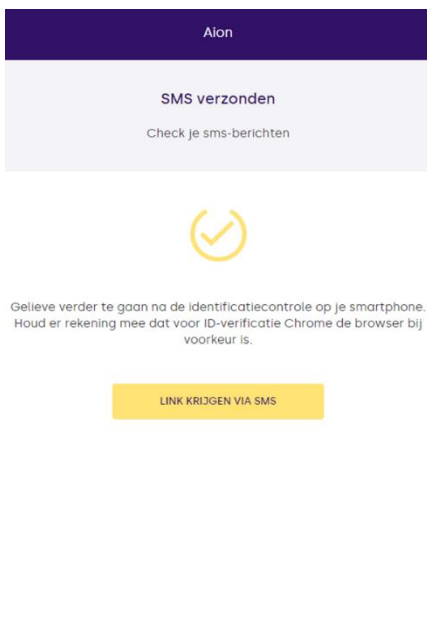 Aion
SMS verzonden
Check je sms-berichten
Gelieve verder te gaan na de identificatiecontrole op je smartphone.
Houd er rekening mee dat voor ID-verificatie Chrome de browser bij
voorkeur is.
LINK KRIJGEN VIA SMS